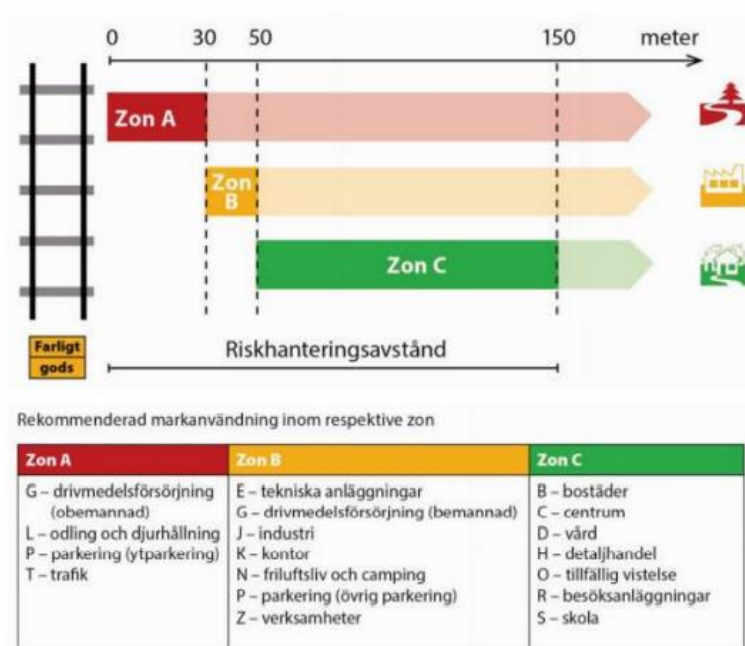 0 30 50 150 meter
Zon A
Zon
B
Zon C
Farligt
gods
Riskhanteringsavstånd
Rekommenderad markanvändning inom respektive zon
Zon A
G – drivmedelsförsörjning
(obemannad)
L – odling och djurhållning
P – parkering (ytparkering)
T – trafik
Zon B
E – tekniska anläggningar
G – drivmedelsförsörjning (bemannad)
J – industri
K – kontor
N – friluftsliv och camping
P – parkering (övrig parkering)
Z – verksamheter
Zon C
B – bostäder
C – centrum
D – vård
H – detaljhandel
O – tillfällig vistelse
R – besöksanläggningar
S – skola